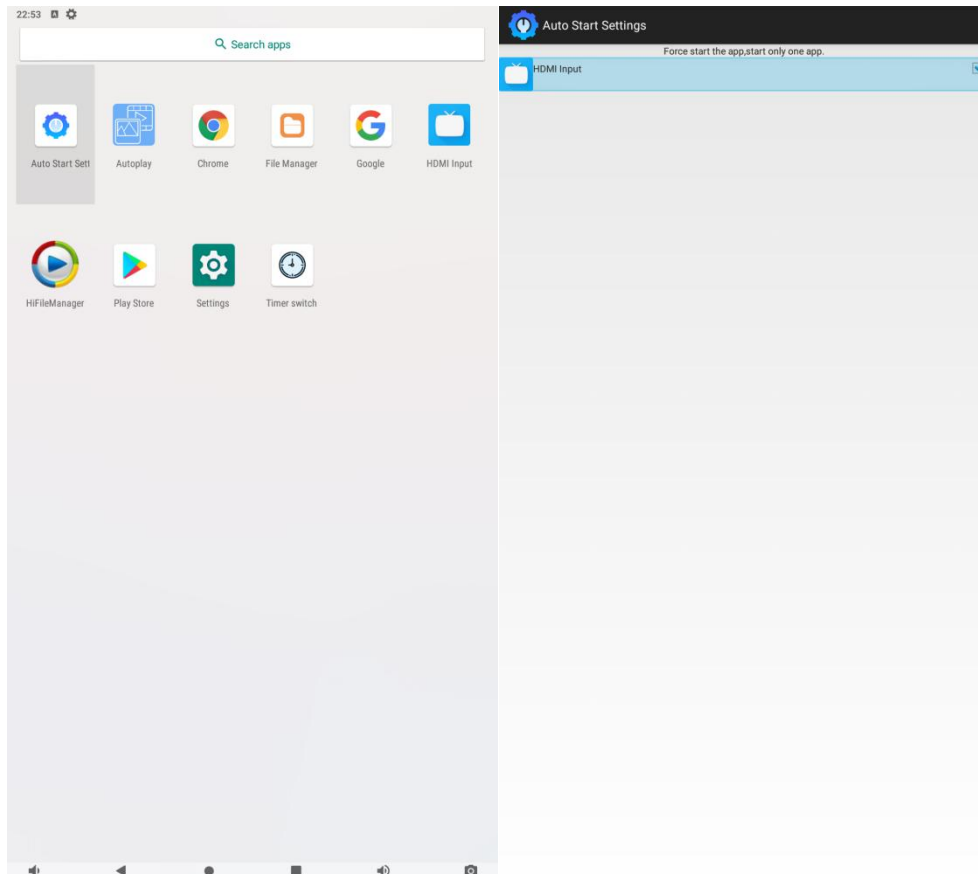 22:53
Search apps
Auto Start Sett
Autoplay
Chrome
File Manager
Google
HDMI Input
HiFileManager
Play Store
Settings
Timer switch
Auto Start Settings
Force start the app,start only one app.
HDMI Input